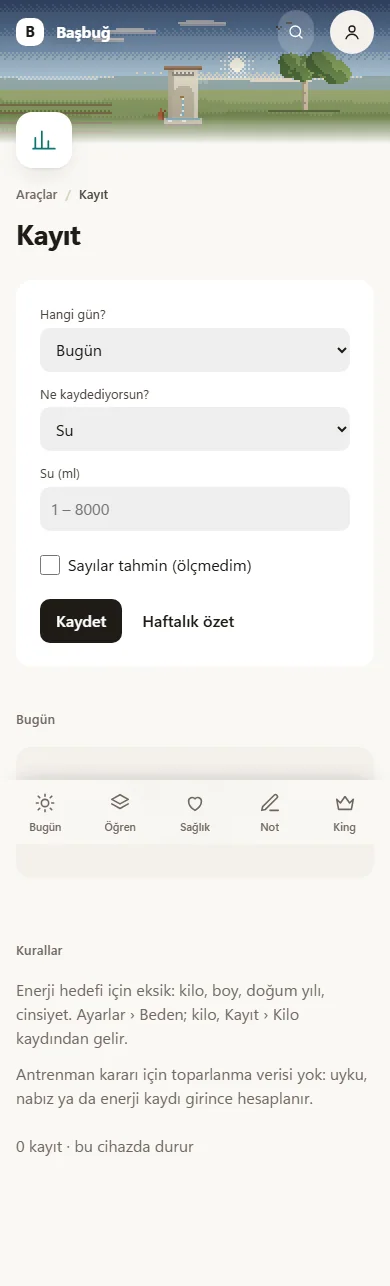 B Başbuğ
Araçlar / Kayıt
Kayıt
Hangi gün?
Bugün
Ne kaydediyorsun?
Su
Su (ml)
1 – 8000
Sayılar tahmin (ölçmedim)
Kaydet Haftalık özet
Bugün
Bugün Öğren Sağlık Not King
Kurallar
Enerji hedefi için eksik: kilo, boy, doğum yılı,
cinsiyet. Ayarlar › Beden; kilo, Kayıt › Kilo
kaydından gelir.
Antrenman kararı için toparlanma verisi yok: uyku,
nabız ya da enerji kaydı girince hesaplanır.
0 kayıt · bu cihazda durur